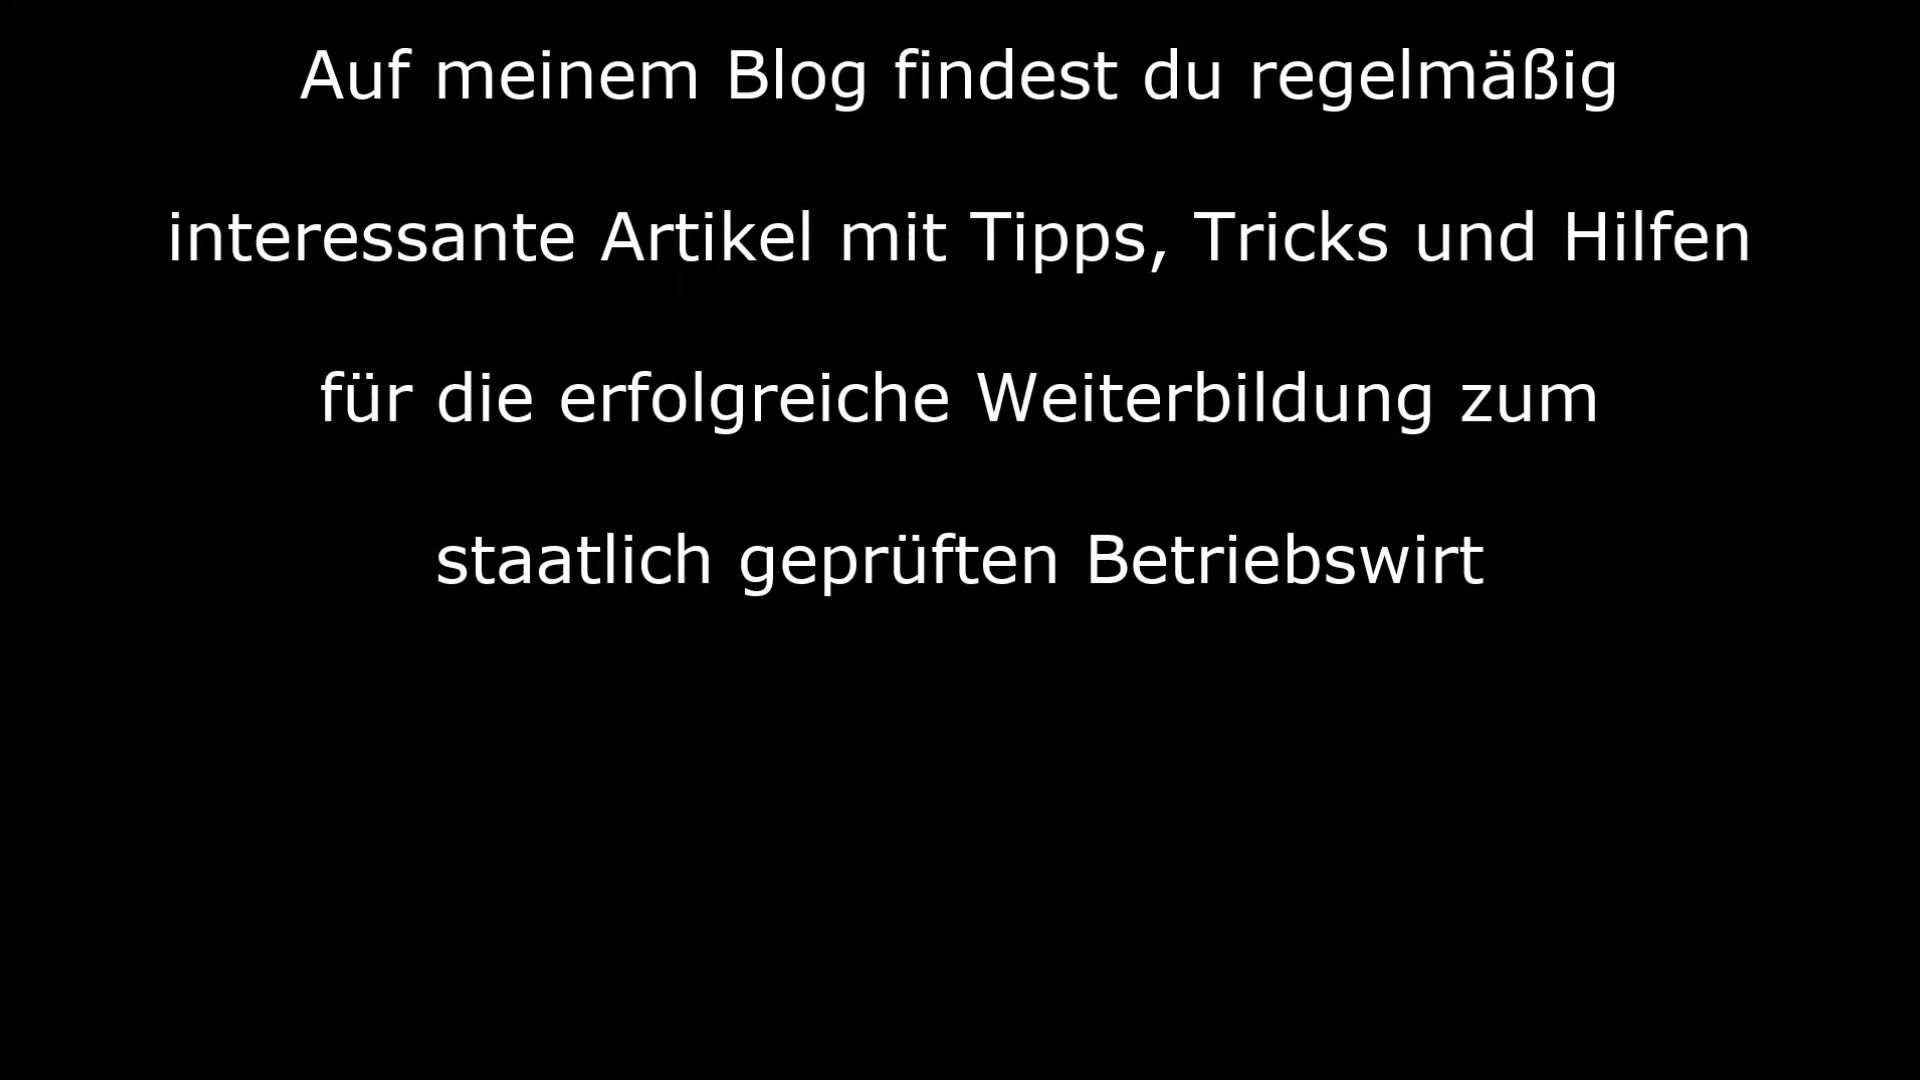 Auf meinem Blog findest du regelmäßig
interessante Artikel mit Tipps, Tricks und Hilfen
für die erfolgreiche Weiterbildung zum
staatlich geprüften Betriebswirt